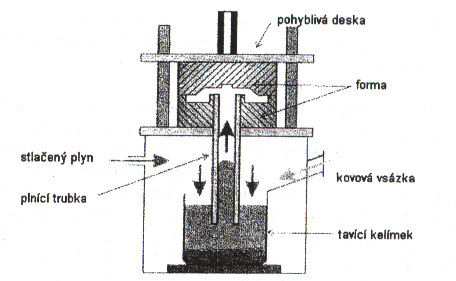 pohyblivá deska
forma
stlačený plyn
plnící trubka
kovová vsázka
tavící kelímek